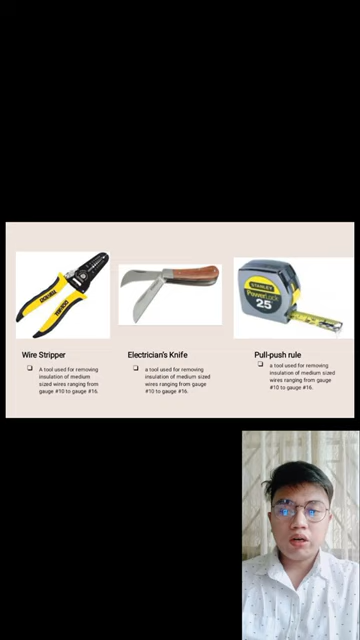 STANLEY
PowerLock
25
Wire Stripper
Electrician's Knife
Pull-push rule
❑ A tool used for removing
insulation of medium
sized wires ranging from
gauge #10 to gauge #16.
❑ a tool used for removing
insulation of medium sized
wires ranging from gauge
#10 to gauge #16.
❑ a tool used for removing
insulation of medium sized
wires ranging from gauge
#10 to gauge #16.